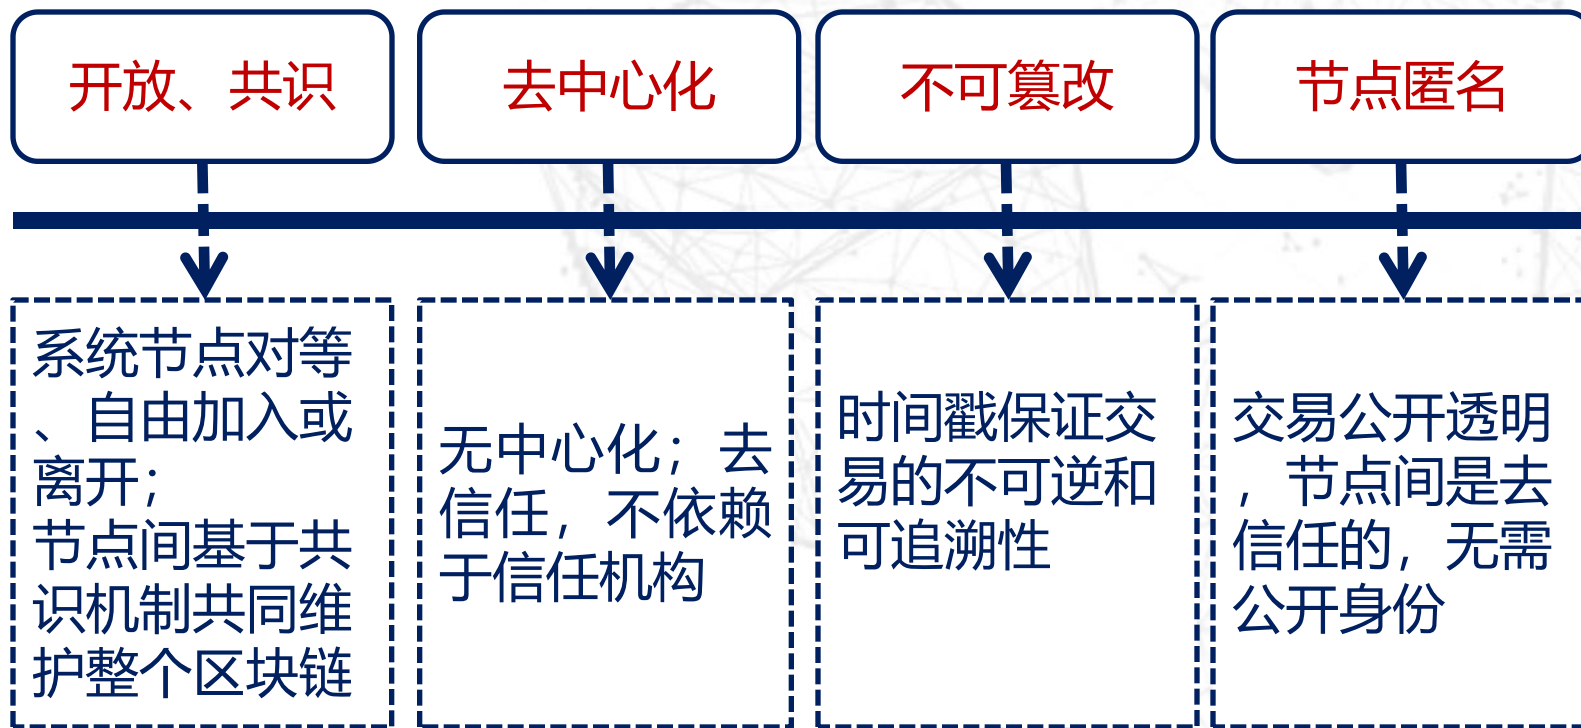 开放、共识
去中心化
不可篡改
节点匿名
系统节点对等
、自由加入或
离开；
节点间基于共
识机制共同维
护整个区块链
无中心化；去
信任，不依赖
于信任机构
时间戳保证交
易的不可逆和
可追溯性
交易公开透明
，节点间是去
信任的，无需
公开身份